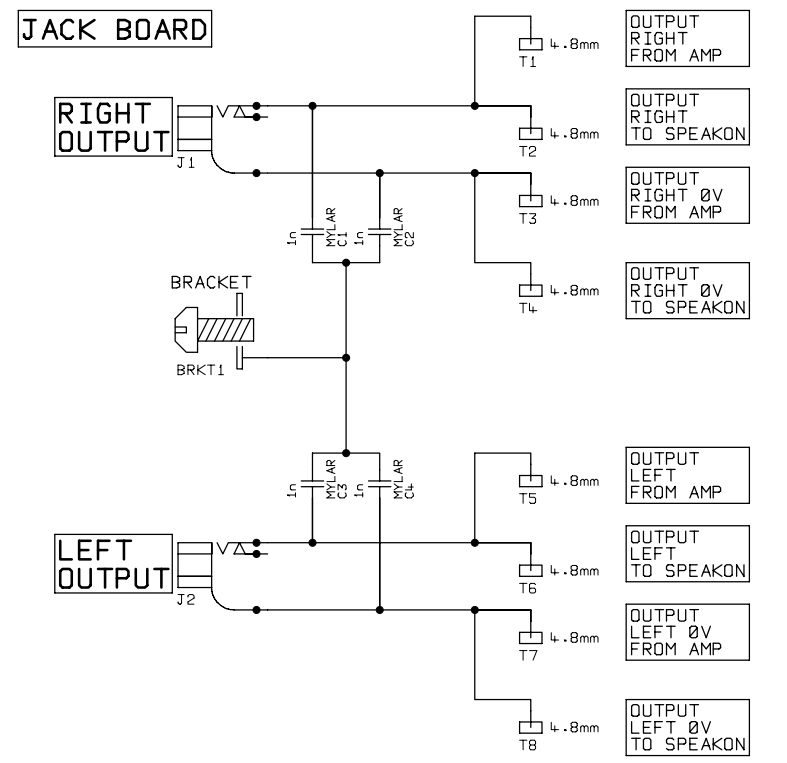 JACK BOARD
T1
4.8mm
OUTPUT
RIGHT
FROM AMP
RIGHT
OUTPUT
J1
T2
4.8mm
OUTPUT
RIGHT
TO SPEAKON
T3
4.8mm
OUTPUT
RIGHT 0V
FROM AMP
1n
MYLAR
C1
1n
MYLAR
C2
T4
4.8mm
OUTPUT
RIGHT 0V
TO SPEAKON
BRACKET
BRKT1
1n
MYLAR
C3
1n
MYLAR
C4
T5
4.8mm
OUTPUT
LEFT
FROM AMP
LEFT
OUTPUT
J2
T6
4.8mm
OUTPUT
LEFT
TO SPEAKON
T7
4.8mm
OUTPUT
LEFT 0V
FROM AMP
T8
4.8mm
OUTPUT
LEFT 0V
TO SPEAKON